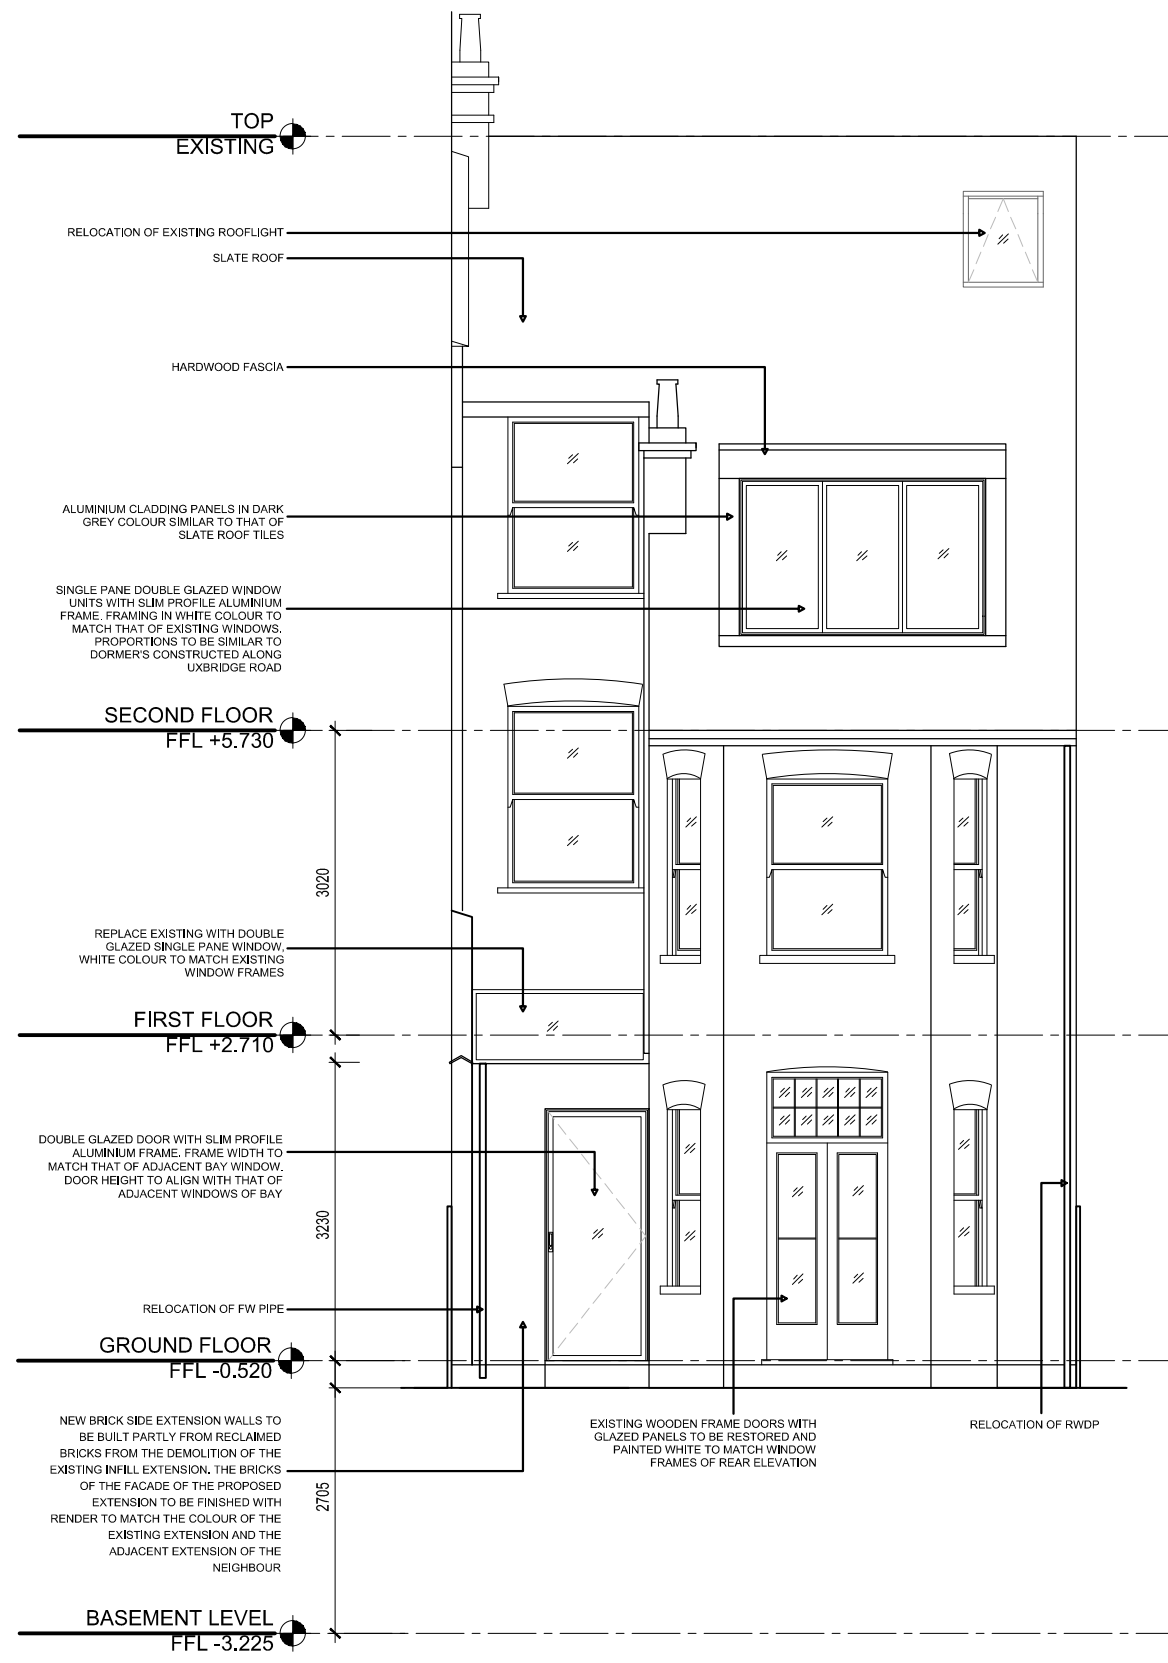 TOP
EXISTING
RELOCATION OF EXISTING ROOFLIGHT
SLATE ROOF
HARDWOOD FASCIA
ALUMINIUM CLADDING PANELS IN DARK
GREY COLOUR SIMILAR TO THAT OF
SLATE ROOF TILES
SINGLE PANE DOUBLE GLAZED WINDOW
UNITS WITH SLIM PROFILE ALUMINIUM
FRAME. FRAMING IN WHITE COLOUR TO
MATCH THAT OF EXISTING WINDOWS.
PROPORTIONS TO BE SIMILAR TO
DORMER'S CONSTRUCTED ALONG
UXBRIDGE ROAD
SECOND FLOOR
FFL +5.730
3020
REPLACE EXISTING WITH DOUBLE
GLAZED SINGLE PANE WINDOW,
WHITE COLOUR TO MATCH EXISTING
WINDOW FRAMES
FIRST FLOOR
FFL +2.710
DOUBLE GLAZED DOOR WITH SLIM PROFILE
ALUMINIUM FRAME. FRAME WIDTH TO
MATCH THAT OF ADJACENT BAY WINDOW.
DOOR HEIGHT TO ALIGN WITH THAT OF
ADJACENT WINDOWS OF BAY
3230
RELOCATION OF FW PIPE
GROUND FLOOR
FFL -0.520
NEW BRICK SIDE EXTENSION WALLS TO
BE BUILT PARTLY FROM RECLAIMED
BRICKS FROM THE DEMOLITION OF THE
EXISTING INFILL EXTENSION. THE BRICKS
OF THE FACADE OF THE PROPOSED
EXTENSION TO BE FINISHED WITH
RENDER TO MATCH THE COLOUR OF THE
EXISTING EXTENSION AND THE
ADJACENT EXTENSION OF THE
NEIGHBOUR
2705
EXISTING WOODEN FRAME DOORS WITH
GLAZED PANELS TO BE RESTORED AND
PAINTED WHITE TO MATCH WINDOW
FRAMES OF REAR ELEVATION
RELOCATION OF RWDP
BASEMENT LEVEL
FFL -3.225